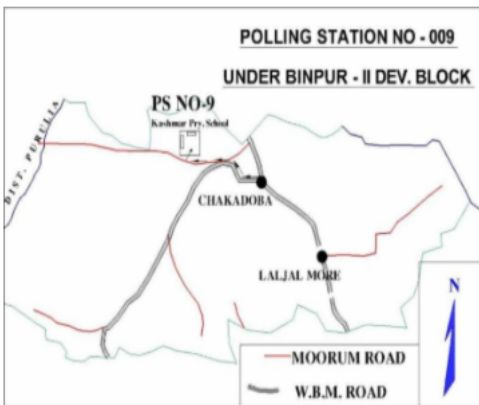 POLLING STATION NO - 009
UNDER BINPUR - II DEV. BLOCK
PS NO-9
Kashmar Pry. School
DIST. PURULIA
CHAKADOBA
LALJAL MORE
N
MOORUM ROAD
W.B.M. ROAD